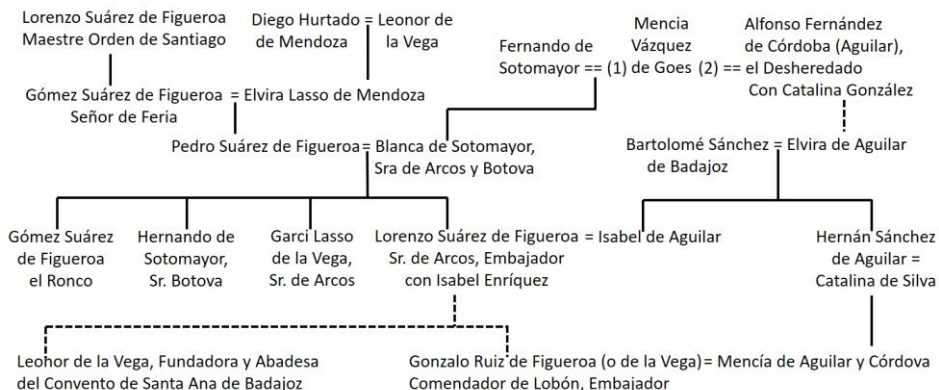 Lorenzo Suárez de Figueroa
Maestre Orden de Santiago
Diego Hurtado = Leonor de
de Mendoza la Vega
Mencia
Fernando de Vázquez
Sotomayor == (1) de Goes (2) ==
Alfonso Fernández
de Córdoba (Aguilar),
el Desheredado
Con Catalina González
Gómez Suárez de Figueroa = Elvira Lasso de Mendoza
Señor de Feria
Pedro Suárez de Figueroa = Blanca de Sotomayor,
Sra de Arcos y Botova
Bartolomé Sánchez = Elvira de Aguilar
de Badajoz
Gómez Suárez
de Figueroa
el Ronco
Hernando de
Sotomayor,
Sr. Botova
Garci Lasso
de la Vega,
Sr. de Arcos
Lorenzo Suárez de Figueroa = Isabel de Aguilar
Sr. de Arcos, Embajador
con Isabel Enríquez
Hernán Sánchez
de Aguilar =
Catalina de Silva
Leonor de la Vega, Fundadora y Abadesa
del Convento de Santa Ana de Badajoz
Gonzalo Ruiz de Figueroa (o de la Vega)= Mencía de Aguilar y Córdova
Comendador de Lobón, Embajador